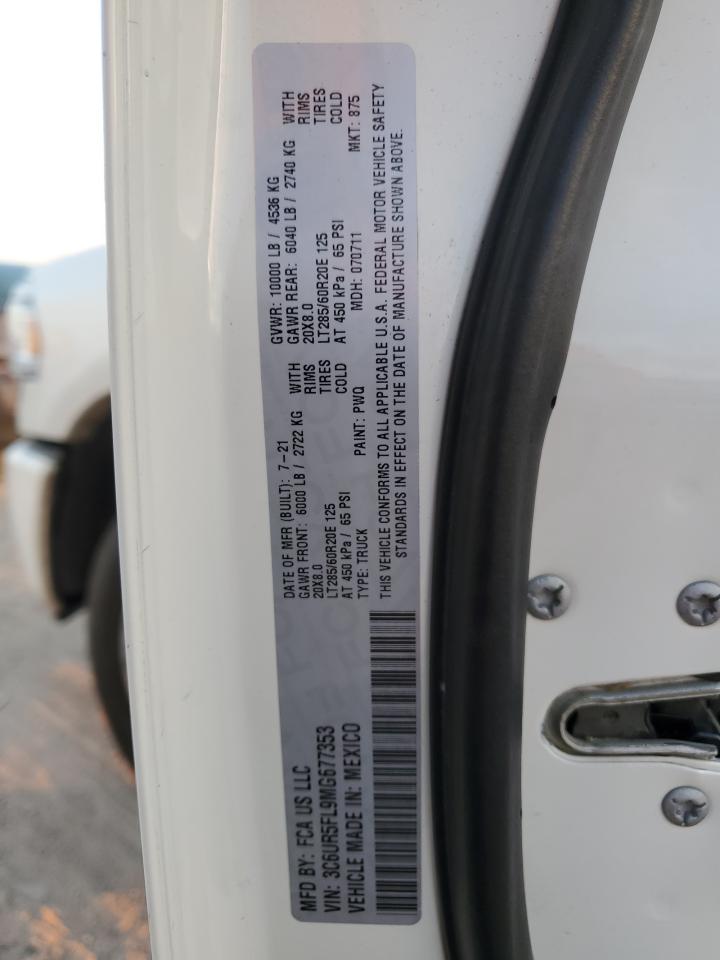 MFD BY: FCA US LLC
DATE OF MFR (BUILT): 7-21
GVWR: 10000 LB / 4536 KG
GAWR FRONT: 6000 LB / 2722 KG WITH
GAWR REAR: 6040 LB / 2740 KG WITH
20X8.0 RIMS
20X8.0 RIMS
LT285/60R20E 125 TIRES
LT285/60R20E 125 TIRES
AT 450 kPa / 65 PSI COLD
AT 450 kPa / 65 PSI COLD
TYPE: TRUCK PAINT: PWQ MDH: 070711 MKT: 875
VIN: 3C6UR5FL9MG677353
VEHICLE MADE IN: MEXICO
THIS VEHICLE CONFORMS TO ALL APPLICABLE U.S.A. FEDERAL MOTOR VEHICLE SAFETY
STANDARDS IN EFFECT ON THE DATE OF MANUFACTURE SHOWN ABOVE.